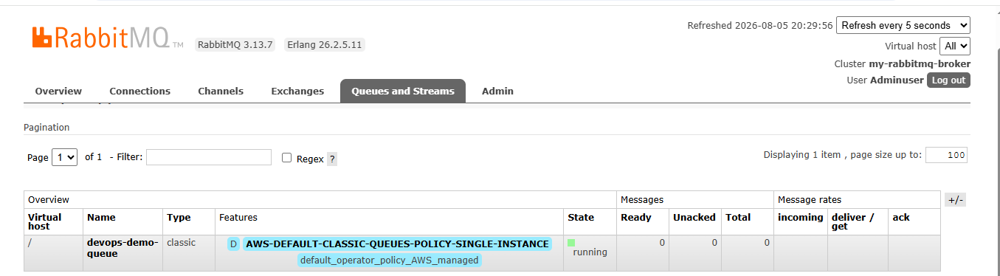 Refreshed 2026-08-05 20:29:56 Refresh every 5 seconds
RabbitMQ TM RabbitMQ 3.13.7 Erlang 26.2.5.11
Virtual host All
Cluster my-rabbitmq-broker
User Adminuser Log out
Overview Connections Channels Exchanges Queues and Streams Admin
Pagination
Page 1 of 1 - Filter: Regex ?
Displaying 1 item , page size up to: 100
Overview Messages Message rates +/-
Virtual host Name Type Features State Ready Unacked Total incoming deliver / get ack
/ devops-demo-queue classic D AWS-DEFAULT-CLASSIC-QUEUES-POLICY-SINGLE-INSTANCE running 0 0 0
default_operator_policy_AWS_managed